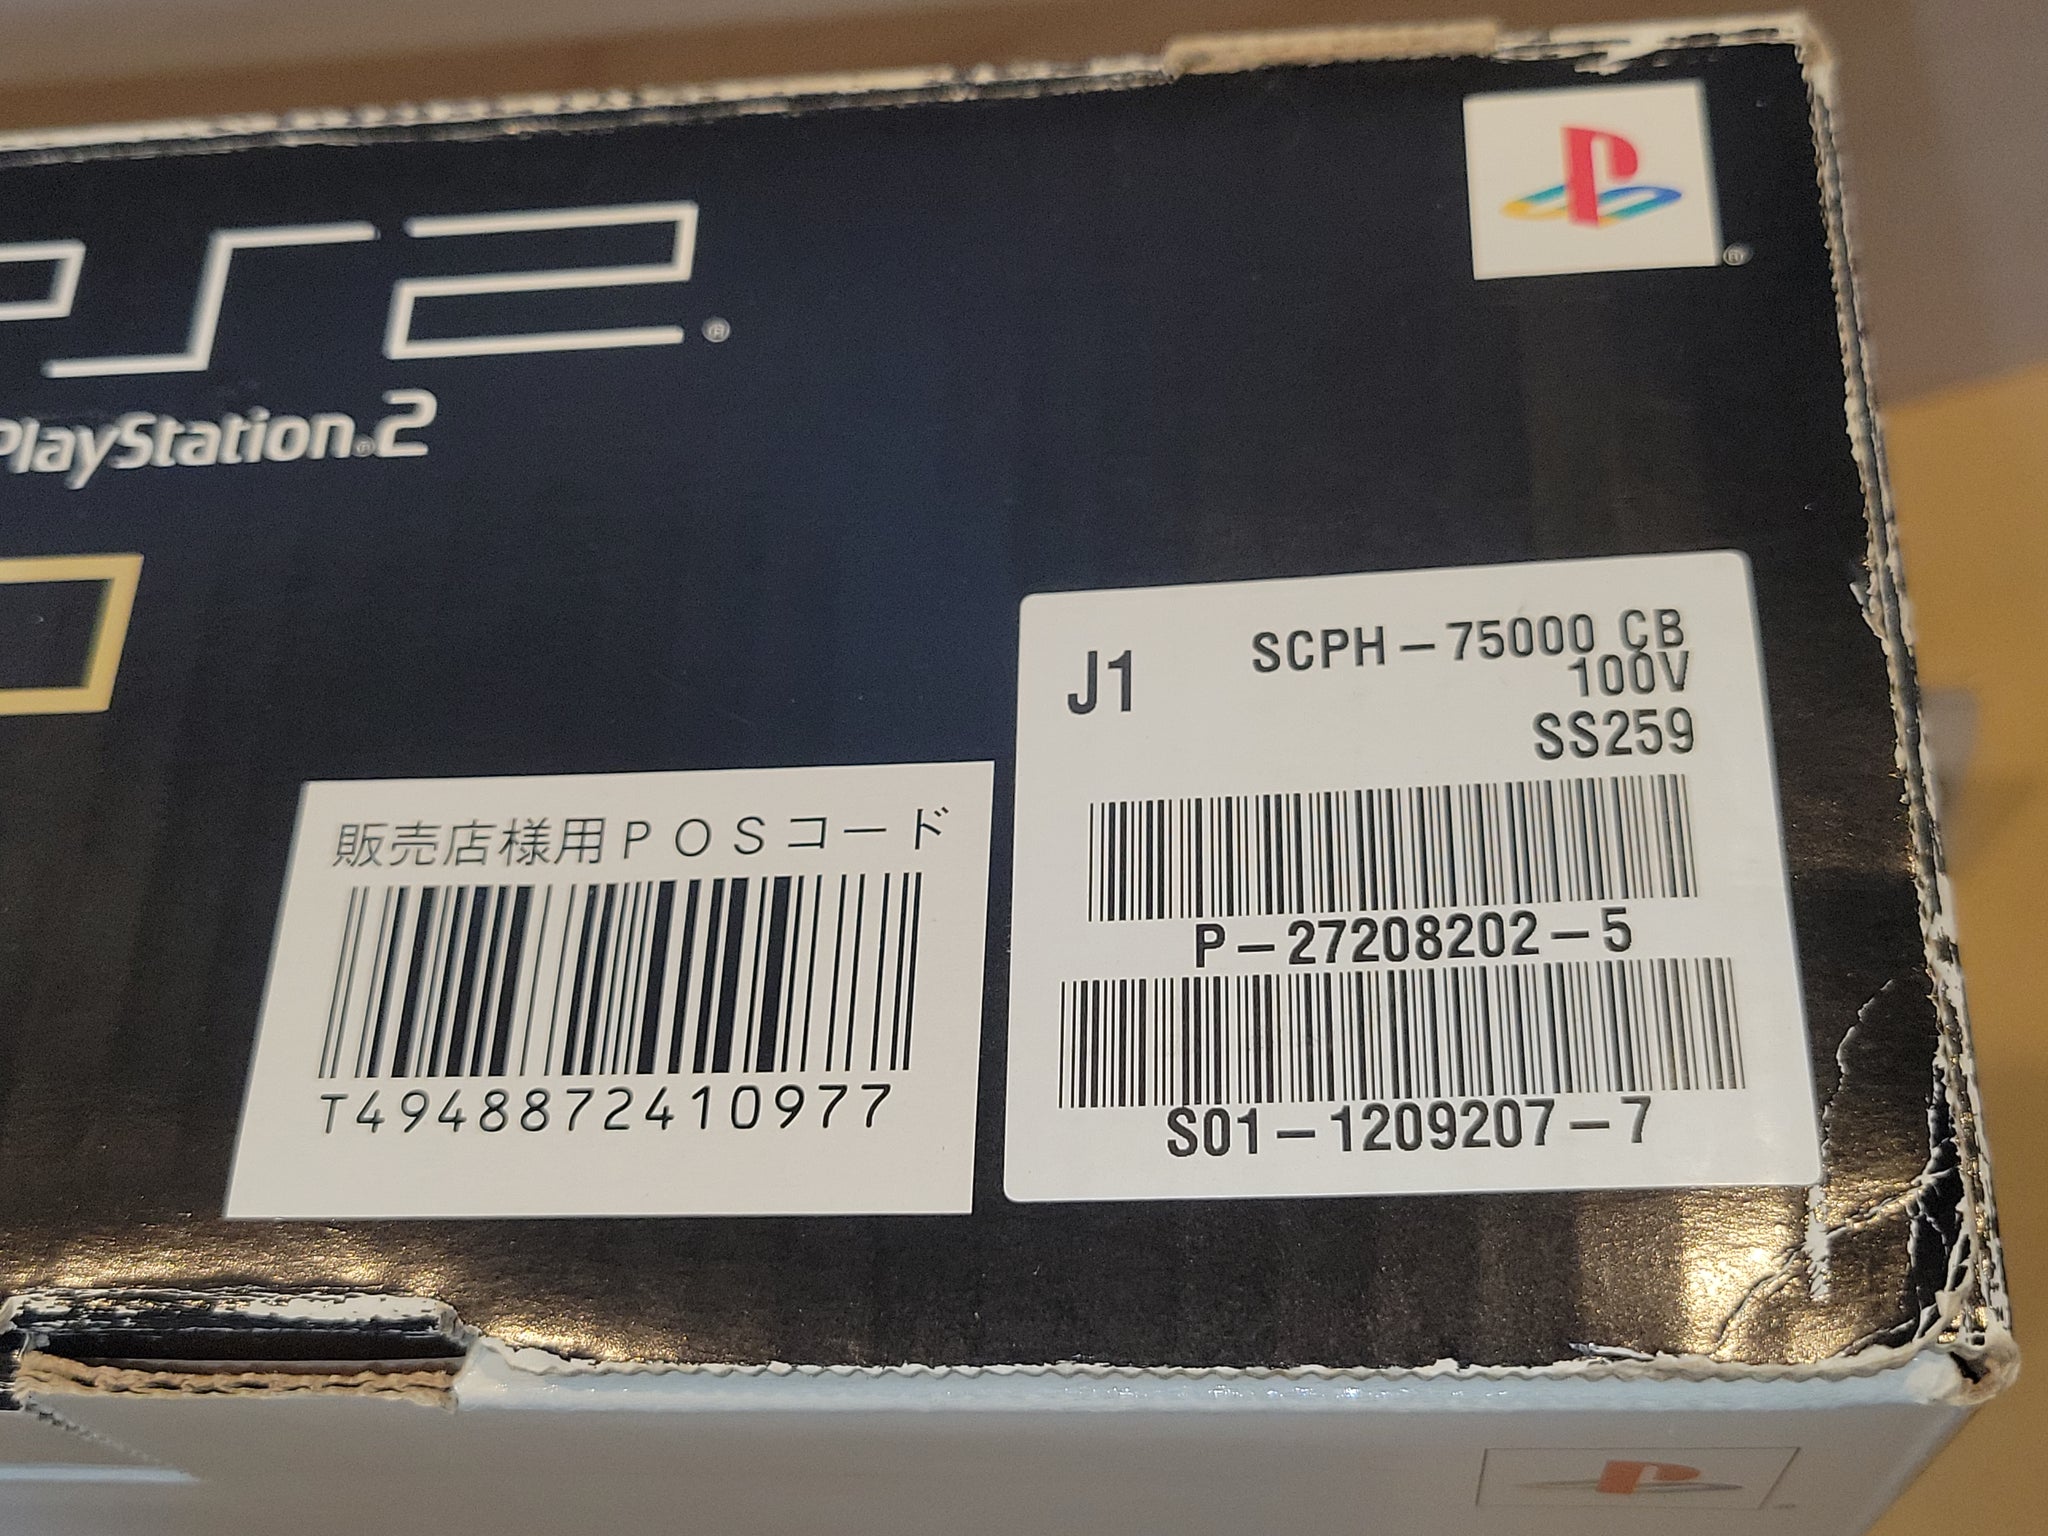 PS2®
PlayStation®2
J1
SCPH-75000 CB
100V
SS259
販売店様用POSコード
T4948872410977
P-27208202-5
S01-1209207-7